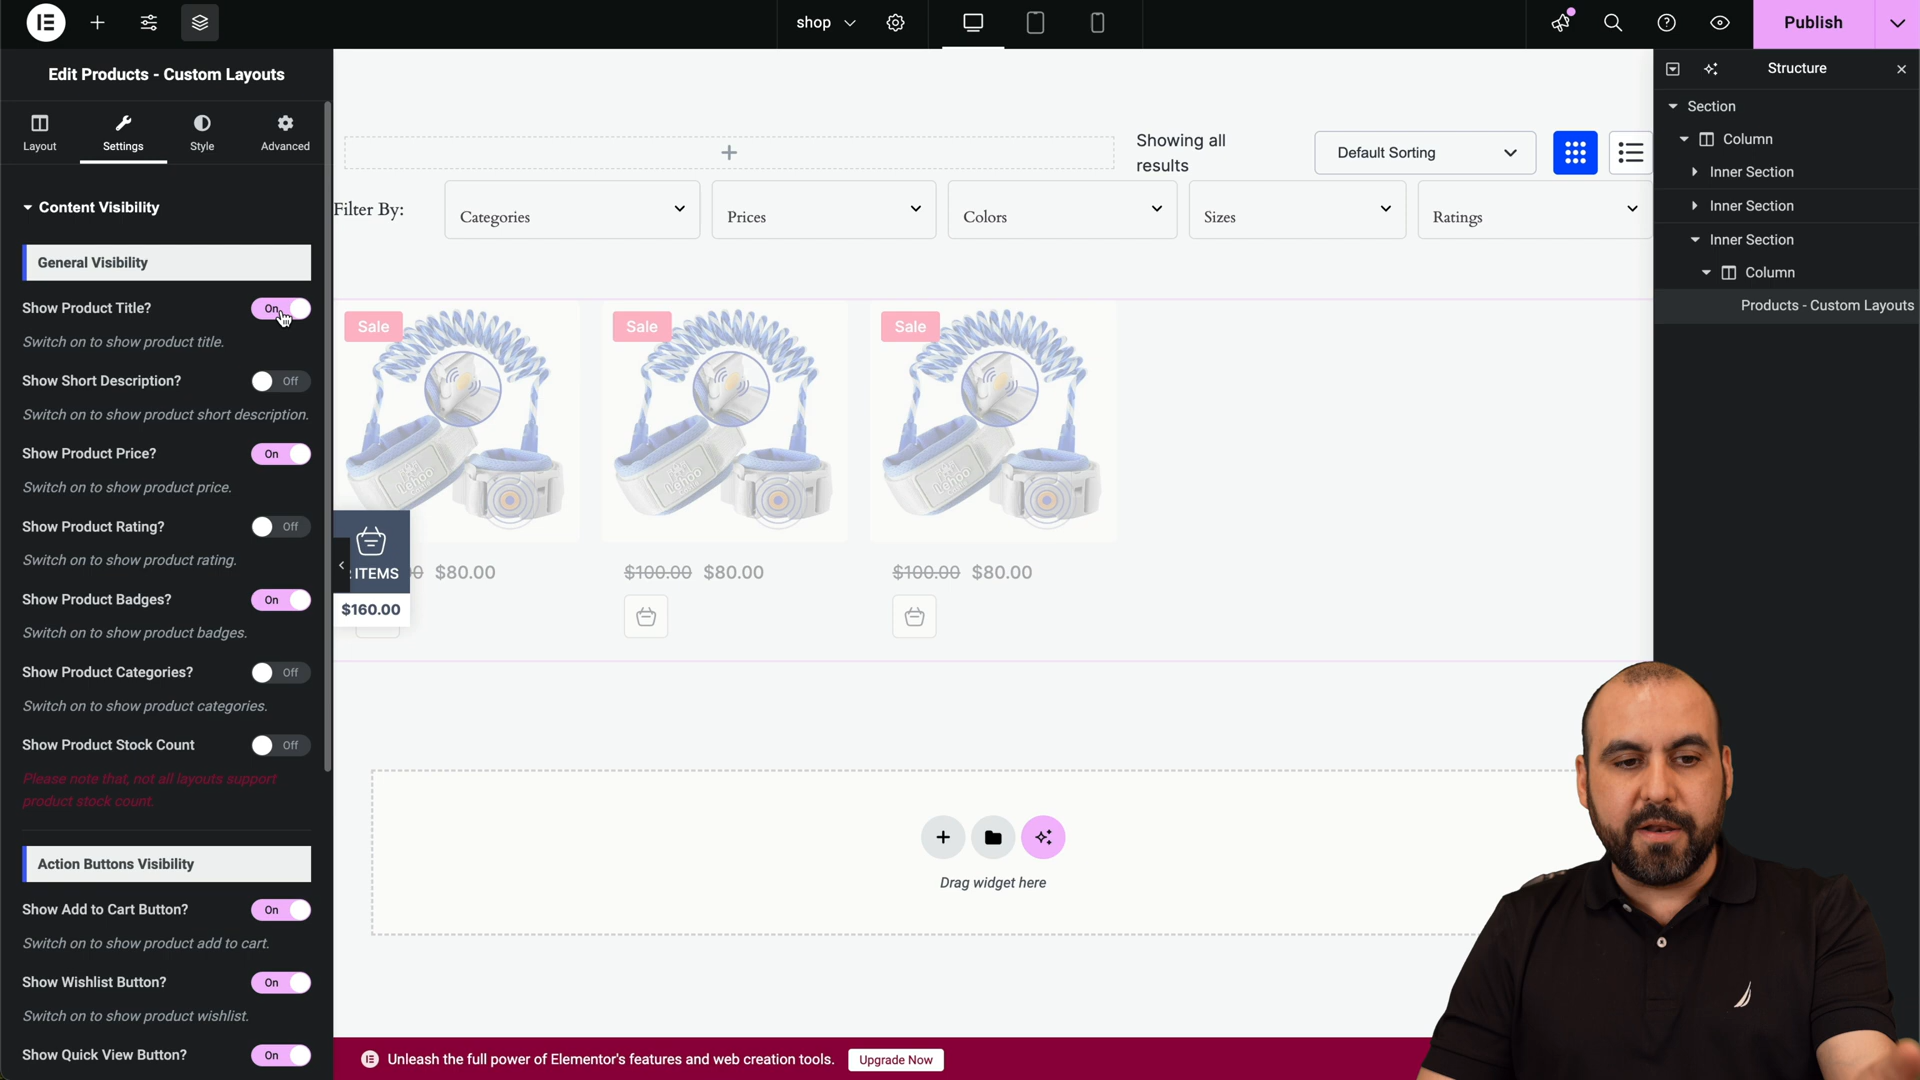 shop
Publish
Edit Products - Custom Layouts
Layout
Settings
Style
Advanced
Content Visibility
General Visibility
Show Product Title?
On
Switch on to show product title.
Show Short Description?
Off
Switch on to show product short description.
Show Product Price?
On
Switch on to show product price.
Show Product Rating?
Off
Switch on to show product rating.
Show Product Badges?
On
Switch on to show product badges.
Show Product Categories?
Off
Switch on to show product categories.
Show Product Stock Count
Off
Please note that, not all layouts support
product stock count.
Action Buttons Visibility
Show Add to Cart Button?
On
Switch on to show product add to cart.
Show Wishlist Button?
On
Switch on to show product wishlist.
Show Quick View Button?
On
Showing all
results
Default Sorting
Filter By:
Categories
Prices
Colors
Sizes
Ratings
Sale
Sale
Sale
Lehoo
Lehoo
Lehoo
ITEMS
$160.00
$80.00
$100.00 $80.00
$100.00 $80.00
Drag widget here
Unleash the full power of Elementor's features and web creation tools.
Upgrade Now
Structure
Section
Column
Inner Section
Inner Section
Inner Section
Column
Products - Custom Layouts